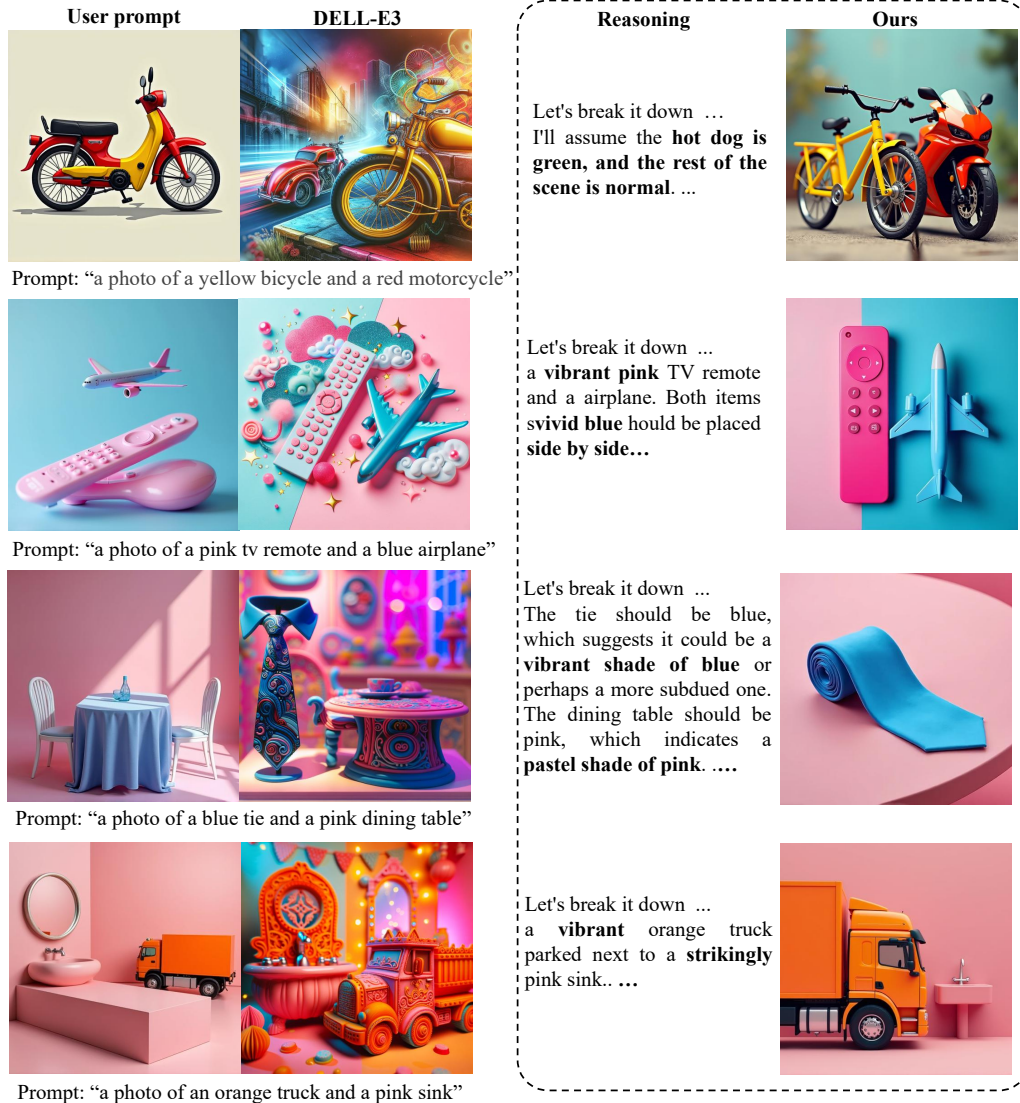 User prompt
DELL-E3
Reasoning
Ours
Let's break it down ...
I'll assume the hot dog is
green, and the rest of the
scene is normal. ...
Prompt: “a photo of a yellow bicycle and a red motorcycle”
Let's break it down ...
a vibrant pink TV remote
and a airplane. Both items
svivid blue hould be placed
side by side...
Prompt: “a photo of a pink tv remote and a blue airplane”
Let's break it down ...
The tie should be blue,
which suggests it could be a
vibrant shade of blue or
perhaps a more subdued one.
The dining table should be
pink, which indicates a
pastel shade of pink. ....
Prompt: “a photo of a blue tie and a pink dining table”
Let's break it down ...
a vibrant orange truck
parked next to a strikingly
pink sink.. ...
Prompt: “a photo of an orange truck and a pink sink”